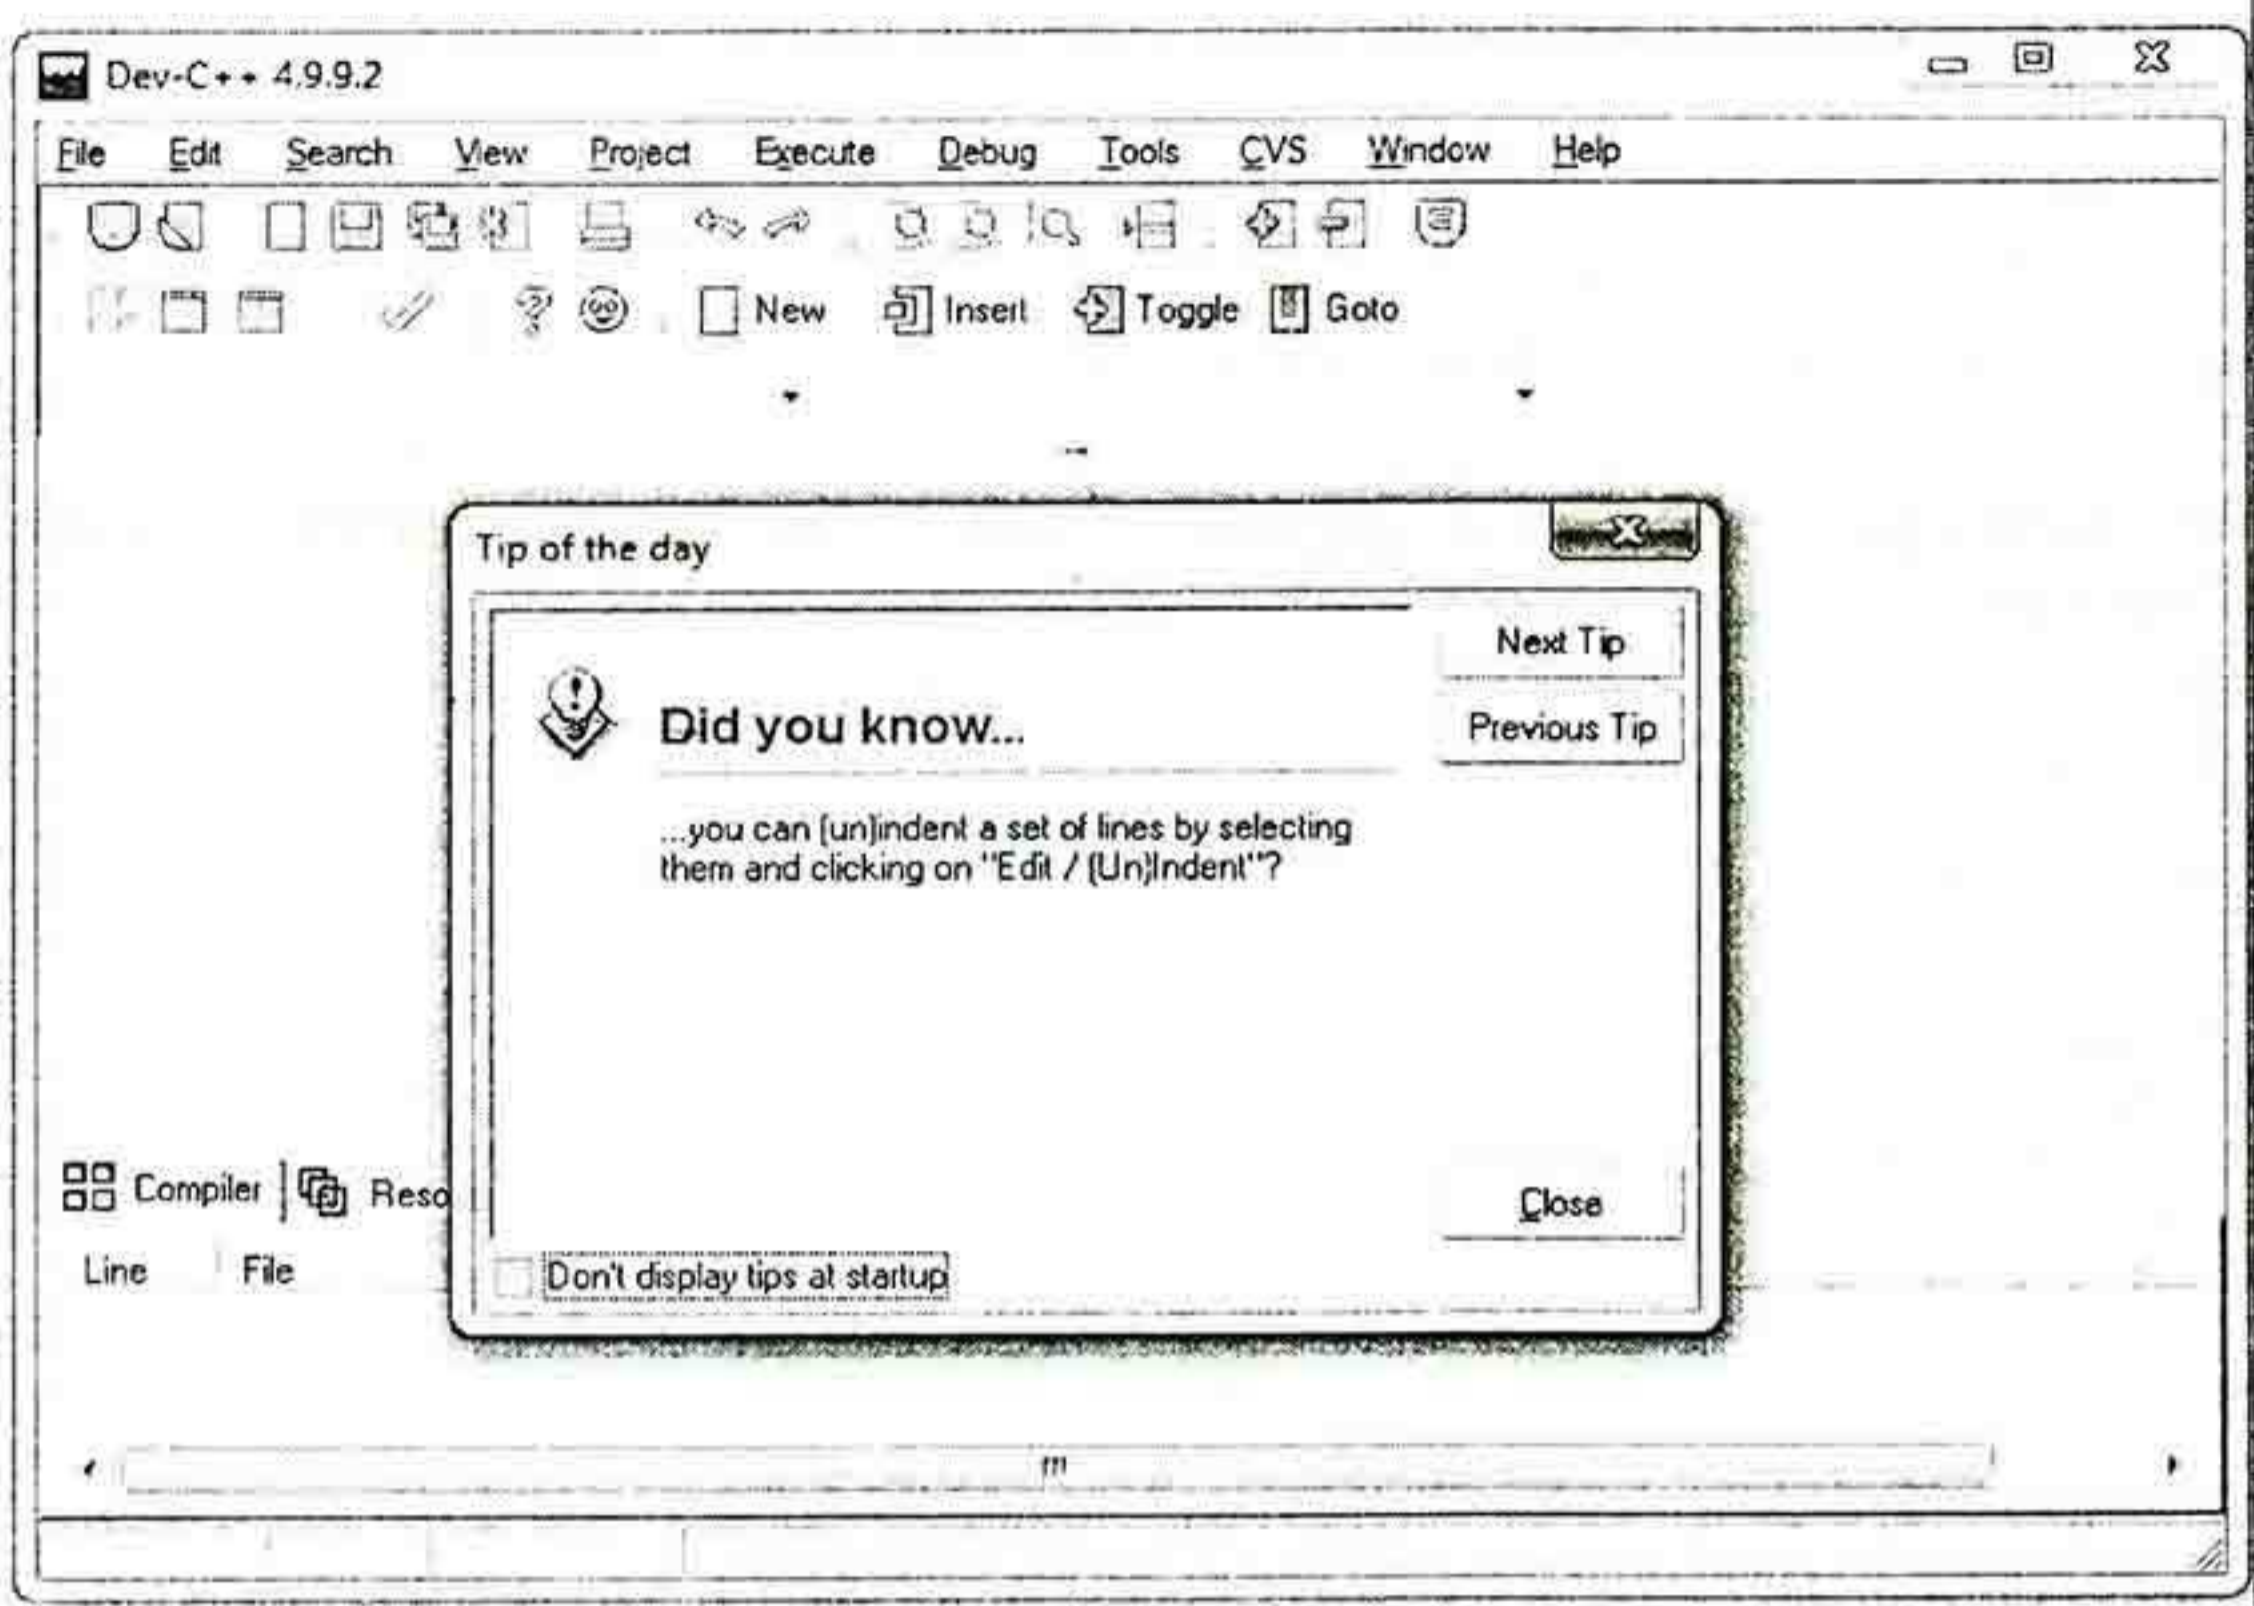 Dev-C++ 4.9.9.2
File Edit Search View Project Execute Debug Tools CVS Window Help
New Insert Toggle Goto
Tip of the day
Next Tip
Did you know...
Previous Tip
...you can (un)indent a set of lines by selecting
them and clicking on "Edit / (Un)Indent"?
Compiler Reso
Close
Line File
Don't display tips at startup